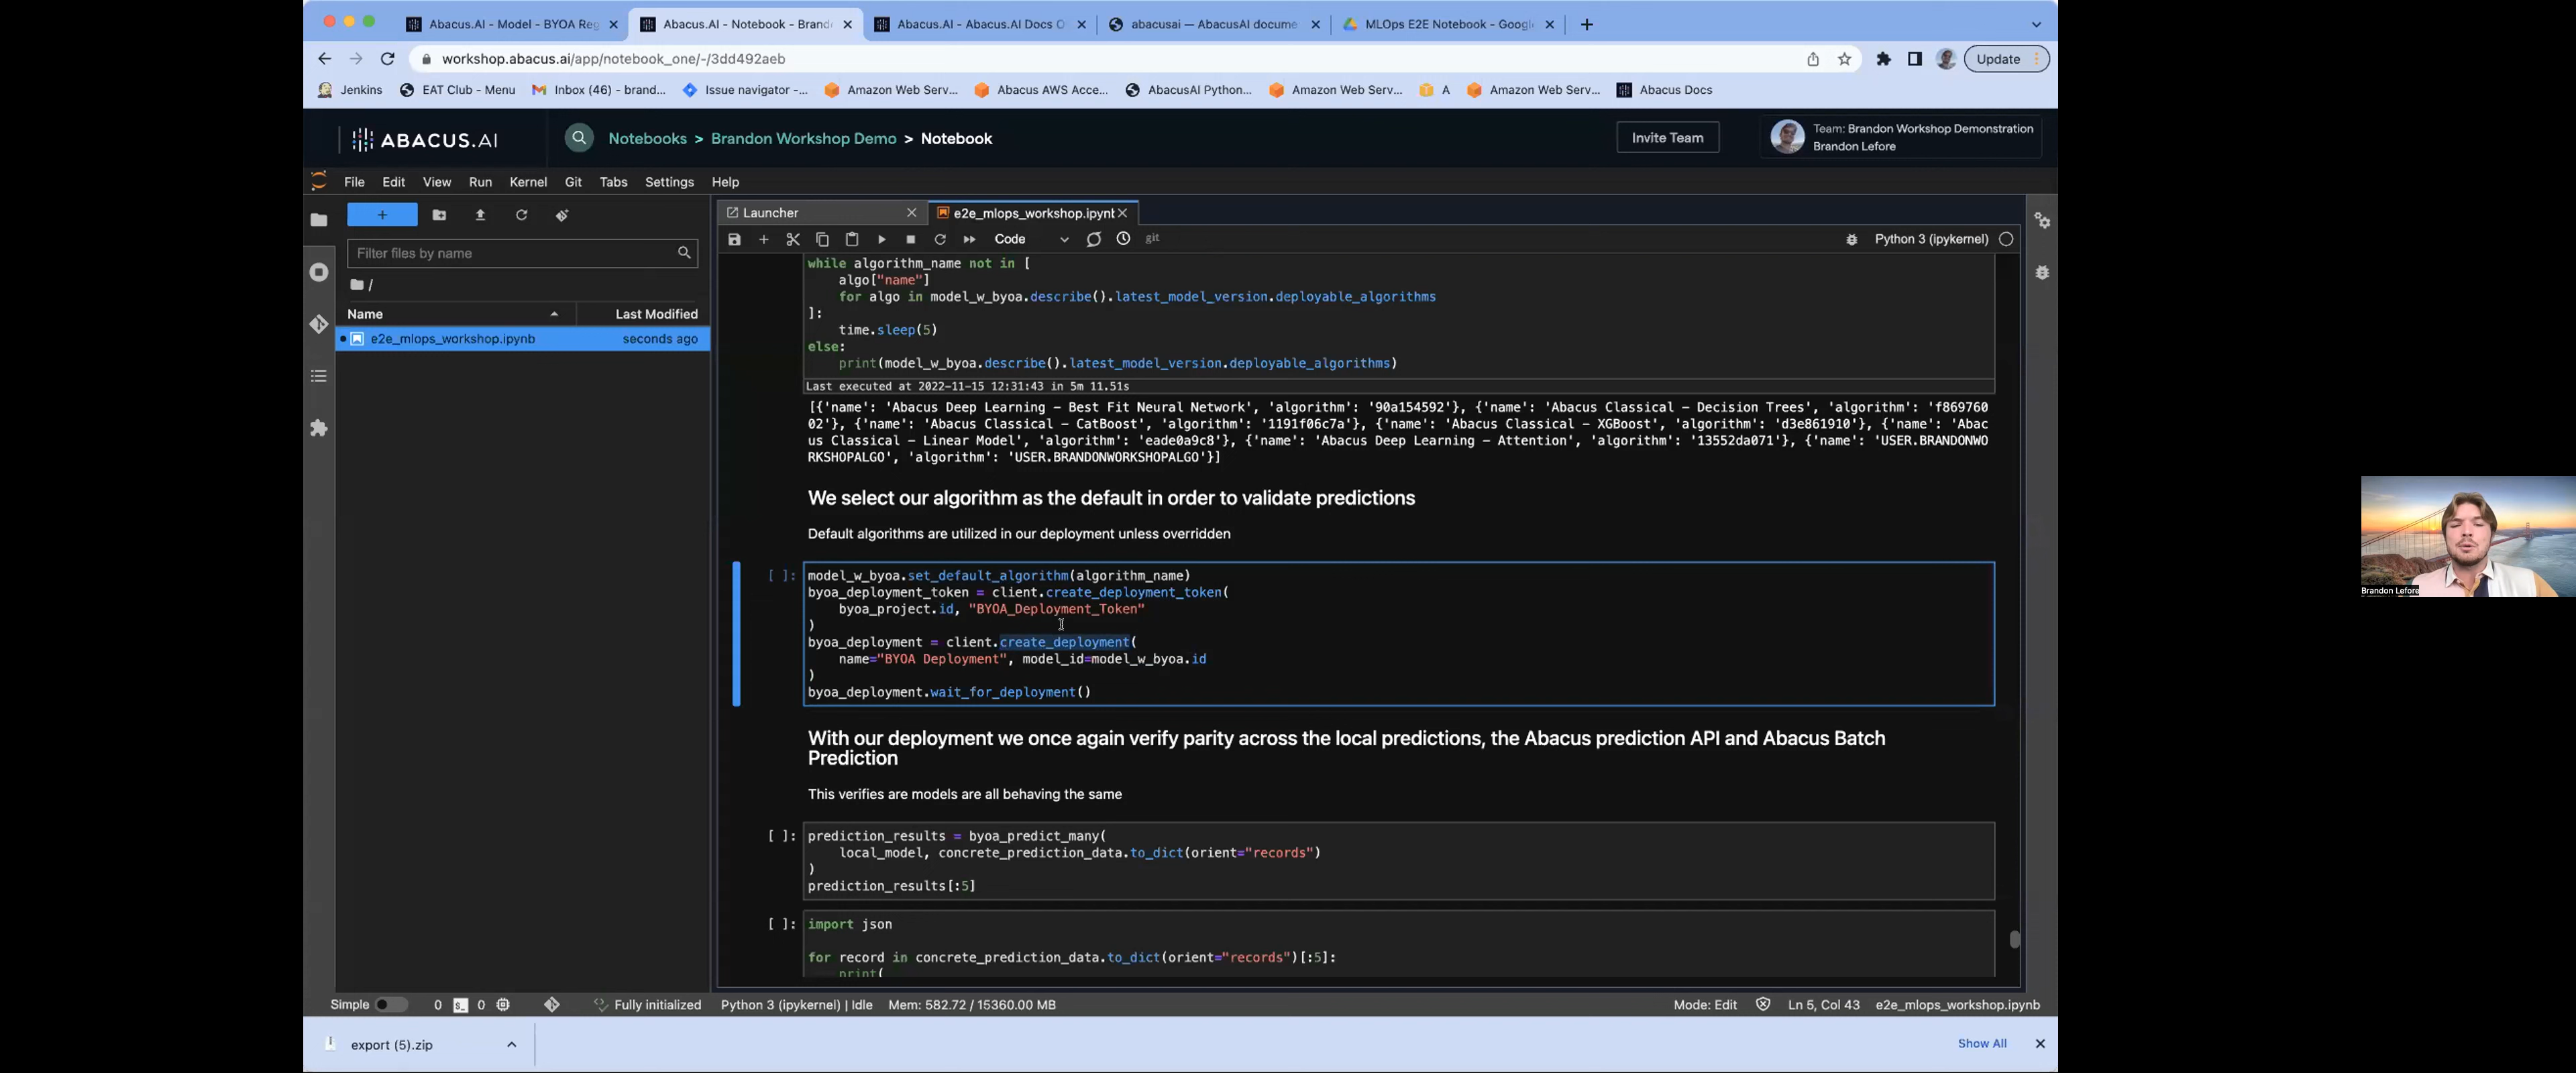 Abacus.AI - Model - BYOA Reg
Abacus.AI - Notebook - Brand
Abacus.AI - Abacus.AI Docs O
abacusai — AbacusAI docume
MLOps E2E Notebook - Googl
workshop.abacus.ai/app/notebook_one/-/3dd492aeb
Update
Jenkins
EAT Club - Menu
Inbox (46) - brand...
Issue navigator -...
Amazon Web Serv...
Abacus AWS Acce...
AbacusAI Python...
Amazon Web Serv...
A
Amazon Web Serv...
Abacus Docs
ABACUS.AI
Notebooks > Brandon Workshop Demo > Notebook
Invite Team
Team: Brandon Workshop Demonstration
Brandon Lefore
File Edit View Run Kernel Git Tabs Settings Help
Launcher
e2e_mlops_workshop.ipynb
Code
git
Python 3 (ipykernel)
Filter files by name
/
Name
Last Modified
e2e_mlops_workshop.ipynb
seconds ago
while algorithm_name not in [
algo["name"]
for algo in model_w_byoa.describe().latest_model_version.deployable_algorithms
]:
time.sleep(5)
else:
print(model_w_byoa.describe().latest_model_version.deployable_algorithms)
Last executed at 2022-11-15 12:31:43 in 5m 11.51s
[{'name': 'Abacus Deep Learning - Best Fit Neural Network', 'algorithm': '90a154592'}, {'name': 'Abacus Classical - Decision Trees', 'algorithm': 'f869760
02'}, {'name': 'Abacus Classical - CatBoost', 'algorithm': '1191f06c7a'}, {'name': 'Abacus Classical - XGBoost', 'algorithm': 'd3e861910'}, {'name': 'Abac
us Classical - Linear Model', 'algorithm': 'eade0a9c8'}, {'name': 'Abacus Deep Learning - Attention', 'algorithm': '13552da071'}, {'name': 'USER.BRANDONWO
RKSHOPALGO', 'algorithm': 'USER.BRANDONWORKSHOPALGO'}]
We select our algorithm as the default in order to validate predictions
Default algorithms are utilized in our deployment unless overridden
[ ]:
model_w_byoa.set_default_algorithm(algorithm_name)
byoa_deployment_token = client.create_deployment_token(
byoa_project.id, "BYOA_Deployment_Token"
)
byoa_deployment = client.create_deployment(
name="BYOA Deployment", model_id=model_w_byoa.id
)
byoa_deployment.wait_for_deployment()
With our deployment we once again verify parity across the local predictions, the Abacus prediction API and Abacus Batch
Prediction
This verifies are models are all behaving the same
[ ]:
prediction_results = byoa_predict_many(
local_model, concrete_prediction_data.to_dict(orient="records")
)
prediction_results[:5]
[ ]:
import json
for record in concrete_prediction_data.to_dict(orient="records")[:5]:
print(
Simple
0
0
Fully initialized
Python 3 (ipykernel) | Idle
Mem: 582.72 / 15360.00 MB
Mode: Edit
Ln 5, Col 43
e2e_mlops_workshop.ipynb
export (5).zip
Show All
Brandon Lefore